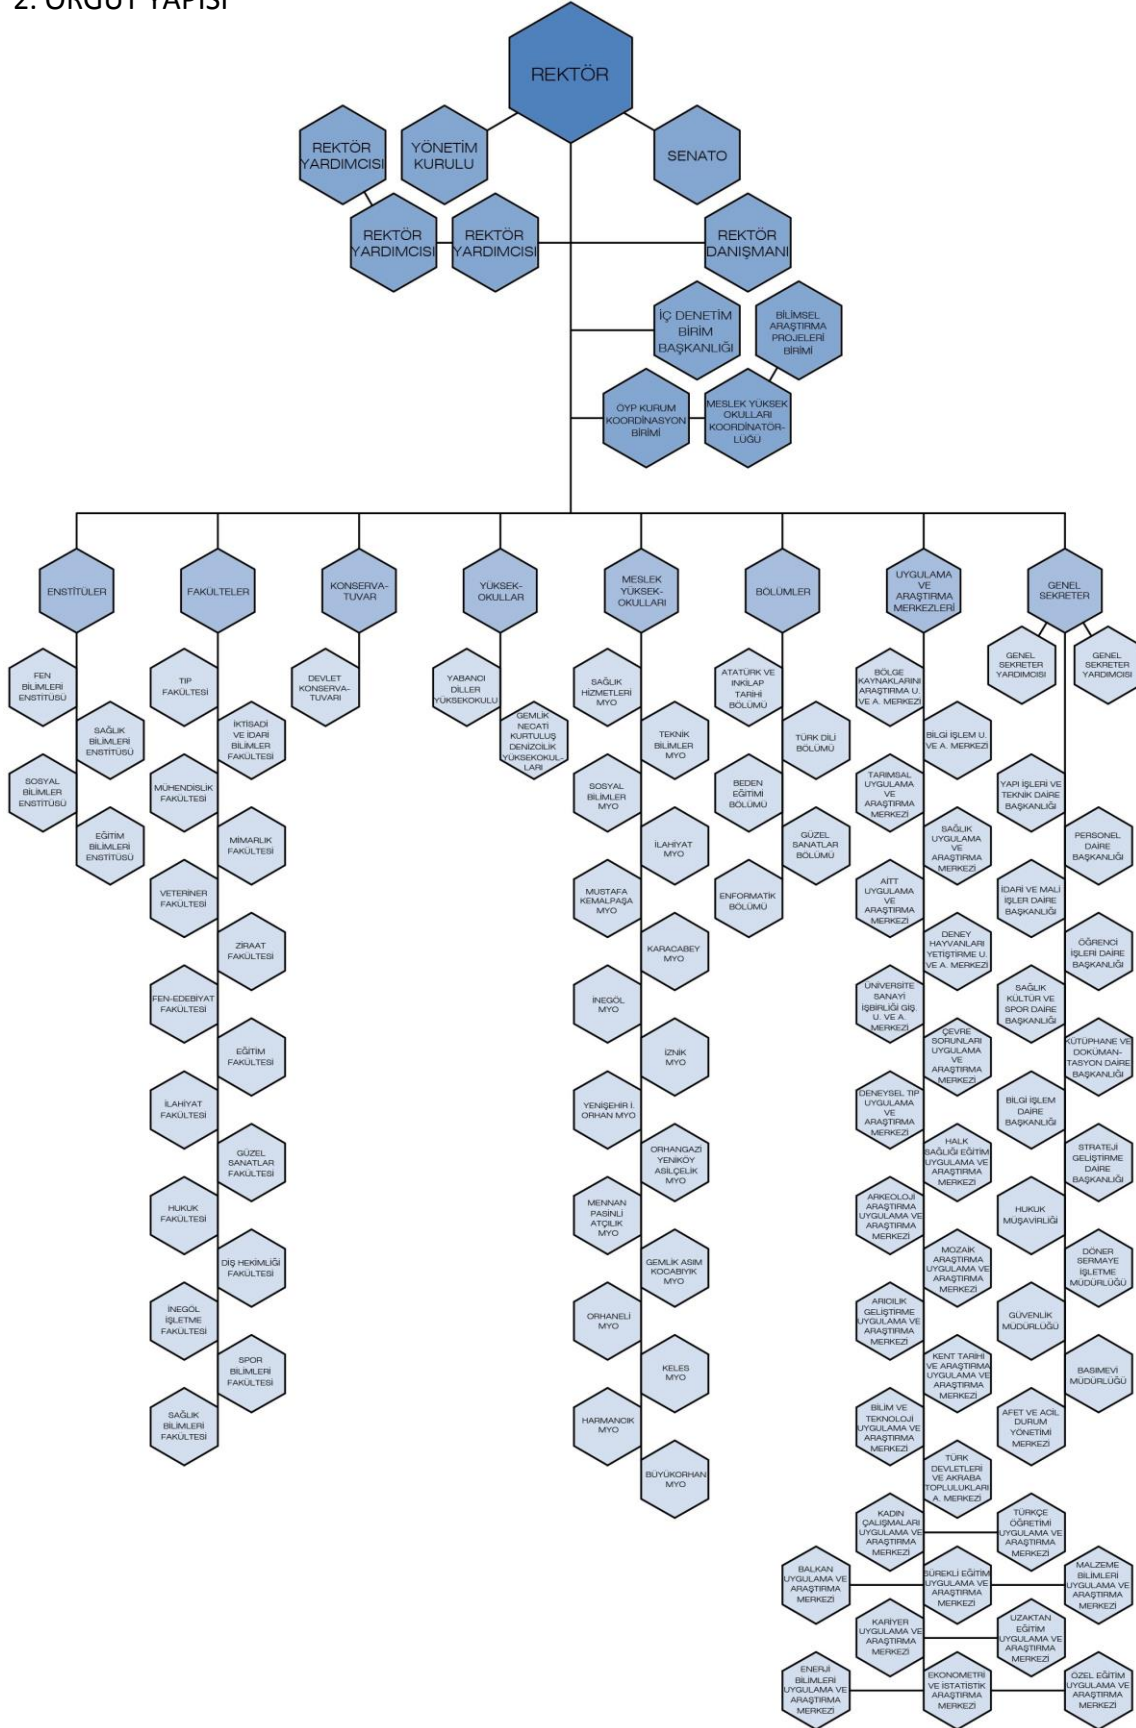 2. ÖRGÜT YAPISI
REKTÖR
REKTÖR
YARDIMCISI
YÖNETİM
KURULU
SENATO
REKTÖR
YARDIMCISI
REKTÖR
YARDIMCISI
REKTÖR
DANIŞMANI
İÇ DENETİM
BİRİM
BAŞKANLIĞI
BİLİMSEL
ARAŞTIRMA
PROJELERİ
BİRİMİ
ÖYP KURUM
KOORDİNASYON
BİRİMİ
MESLEK YÜKSEK
OKULLARI
KOORDİNATÖR-
LÜĞÜ
ENSTİTÜLER
FAKÜLTELER
KONSERVA-
TUVAR
YÜKSEK-
OKULLAR
MESLEK
YÜKSEK-
OKULLARI
BÖLÜMLER
UYGULAMA
VE
ARAŞTIRMA
MERKEZLERİ
GENEL
SEKRETER
FEN
BİLİMLERİ
ENSTİTÜSÜ
SAĞLIK
BİLİMLERİ
ENSTİTÜSÜ
SOSYAL
BİLİMLER
ENSTİTÜSÜ
EĞİTİM
BİLİMLERİ
ENSTİTÜSÜ
TIP
FAKÜLTESİ
İKTİSADİ
VE İDARİ
BİLİMLER
FAKÜLTESİ
MÜHENDİSLİK
FAKÜLTESİ
MİMARLIK
FAKÜLTESİ
VETERİNER
FAKÜLTESİ
ZİRAAT
FAKÜLTESİ
FEN-EDEBİYAT
FAKÜLTESİ
EĞİTİM
FAKÜLTESİ
İLAHİYAT
FAKÜLTESİ
GÜZEL
SANATLAR
FAKÜLTESİ
HUKUK
FAKÜLTESİ
DİŞ HEKİMLİĞİ
FAKÜLTESİ
İNEGÖL
İŞLETME
FAKÜLTESİ
SPOR
BİLİMLERİ
FAKÜLTESİ
SAĞLIK
BİLİMLERİ
FAKÜLTESİ
DEVLET
KONSERVA-
TUVARI
YABANCI
DİLLER
YÜKSEKOKULU
GEMLİK
NECATİ
KURTULUŞ
DENİZCİLİK
YÜKSEKOKUL-
LARI
SAĞLIK
HİZMETLERİ
MYO
TEKNİK
BİLİMLER
MYO
SOSYAL
BİLİMLER
MYO
İLAHİYAT
MYO
MUSTAFA
KEMALPAŞA
MYO
KARACABEY
MYO
İNEGÖL
MYO
İZNİK
MYO
YENİŞEHİR İ.
ORHAN MYO
ORHANGAZİ
YENİKÖY
ASİLÇELİK
MYO
MENNAN
PASİNLİ
ATÇILIK
MYO
GEMLİK ASIM
KOCABIYIK
MYO
ORHANELİ
MYO
KELES
MYO
HARMANCIK
MYO
BÜYÜKORHAN
MYO
ATATÜRK VE
INKILAP
TARİHİ
BÖLÜMÜ
TÜRK DİLİ
BÖLÜMÜ
BEDEN
EĞİTİMİ
BÖLÜMÜ
GÜZEL
SANATLAR
BÖLÜMÜ
ENFORMATİK
BÖLÜMÜ
BÖLGE
KAYNAKLARINI
ARAŞTIRMA U.
VE A. MERKEZİ
BİLGİ İŞLEM U.
VE A. MERKEZİ
TARIMSAL
UYGULAMA
VE
ARAŞTIRMA
MERKEZİ
SAĞLIK
UYGULAMA
VE
ARAŞTIRMA
MERKEZİ
AİTT
UYGULAMA
VE
ARAŞTIRMA
MERKEZİ
DENEY
HAYVANLARI
YETİŞTİRME U.
VE A. MERKEZİ
ÜNİVERSİTE
SANAYİ
İŞBİRLİĞİ GİŞ.
U. VE A.
MERKEZİ
ÇEVRE
SORUNLARI
UYGULAMA
VE
ARAŞTIRMA
MERKEZİ
DENEYSEL TIP
UYGULAMA
VE
ARAŞTIRMA
MERKEZİ
HALK
SAĞLIĞI EĞİTİM
UYGULAMA VE
ARAŞTIRMA
MERKEZİ
ARKEOLOJİ
ARAŞTIRMA
UYGULAMA VE
ARAŞTIRMA
MERKEZİ
MOZAİK
ARAŞTIRMA
UYGULAMA VE
ARAŞTIRMA
MERKEZİ
ARICILIK
GELİŞTİRME
UYGULAMA VE
ARAŞTIRMA
MERKEZİ
KENT TARİHİ
VE ARAŞTIRMA
UYGULAMA VE
ARAŞTIRMA
MERKEZİ
BİLİM VE
TEKNOLOJİ
UYGULAMA VE
ARAŞTIRMA
MERKEZİ
TÜRK
DEVLETLERİ
VE AKRABA
TOPLULUKLARI
A. MERKEZİ
KADIN
ÇALIŞMALARI
UYGULAMA VE
ARAŞTIRMA
MERKEZİ
TÜRKÇE
ÖĞRETİMİ
UYGULAMA VE
ARAŞTIRMA
MERKEZİ
BALKAN
UYGULAMA VE
ARAŞTIRMA
MERKEZİ
SÜREKLİ EĞİTİM
UYGULAMA VE
ARAŞTIRMA
MERKEZİ
MALZEME
BİLİMLERİ
UYGULAMA VE
ARAŞTIRMA
MERKEZİ
KARİYER
UYGULAMA VE
ARAŞTIRMA
MERKEZİ
UZAKTAN
EĞİTİM
UYGULAMA VE
ARAŞTIRMA
MERKEZİ
ENERJİ
BİLİMLERİ
UYGULAMA VE
ARAŞTIRMA
MERKEZİ
EKONOMETRİ
VE İSTATİSTİK
ARAŞTIRMA
MERKEZİ
ÖZEL EĞİTİM
UYGULAMA VE
ARAŞTIRMA
MERKEZİ
GENEL
SEKRETER
YARDIMCISI
GENEL
SEKRETER
YARDIMCISI
YAPI İŞLERİ VE
TEKNİK DAİRE
BAŞKANLIĞI
PERSONEL
DAİRE
BAŞKANLIĞI
İDARİ VE MALİ
İŞLER DAİRE
BAŞKANLIĞI
ÖĞRENCİ
İŞLERİ DAİRE
BAŞKANLIĞI
SAĞLIK
KÜLTÜR VE
SPOR DAİRE
BAŞKANLIĞI
KÜTÜPHANE VE
DOKÜMAN-
TASYON DAİRE
BAŞKANLIĞI
BİLGİ İŞLEM
DAİRE
BAŞKANLIĞI
STRATEJİ
GELİŞTİRME
DAİRE
BAŞKANLIĞI
HUKUK
MÜŞAVİRLİĞİ
DÖNER
SERMAYE
İŞLETME
MÜDÜRLÜĞÜ
GÜVENLİK
MÜDÜRLÜĞÜ
BASIMEVİ
MÜDÜRLÜĞÜ
AFET VE ACİL
DURUM
YÖNETİMİ
MERKEZİ